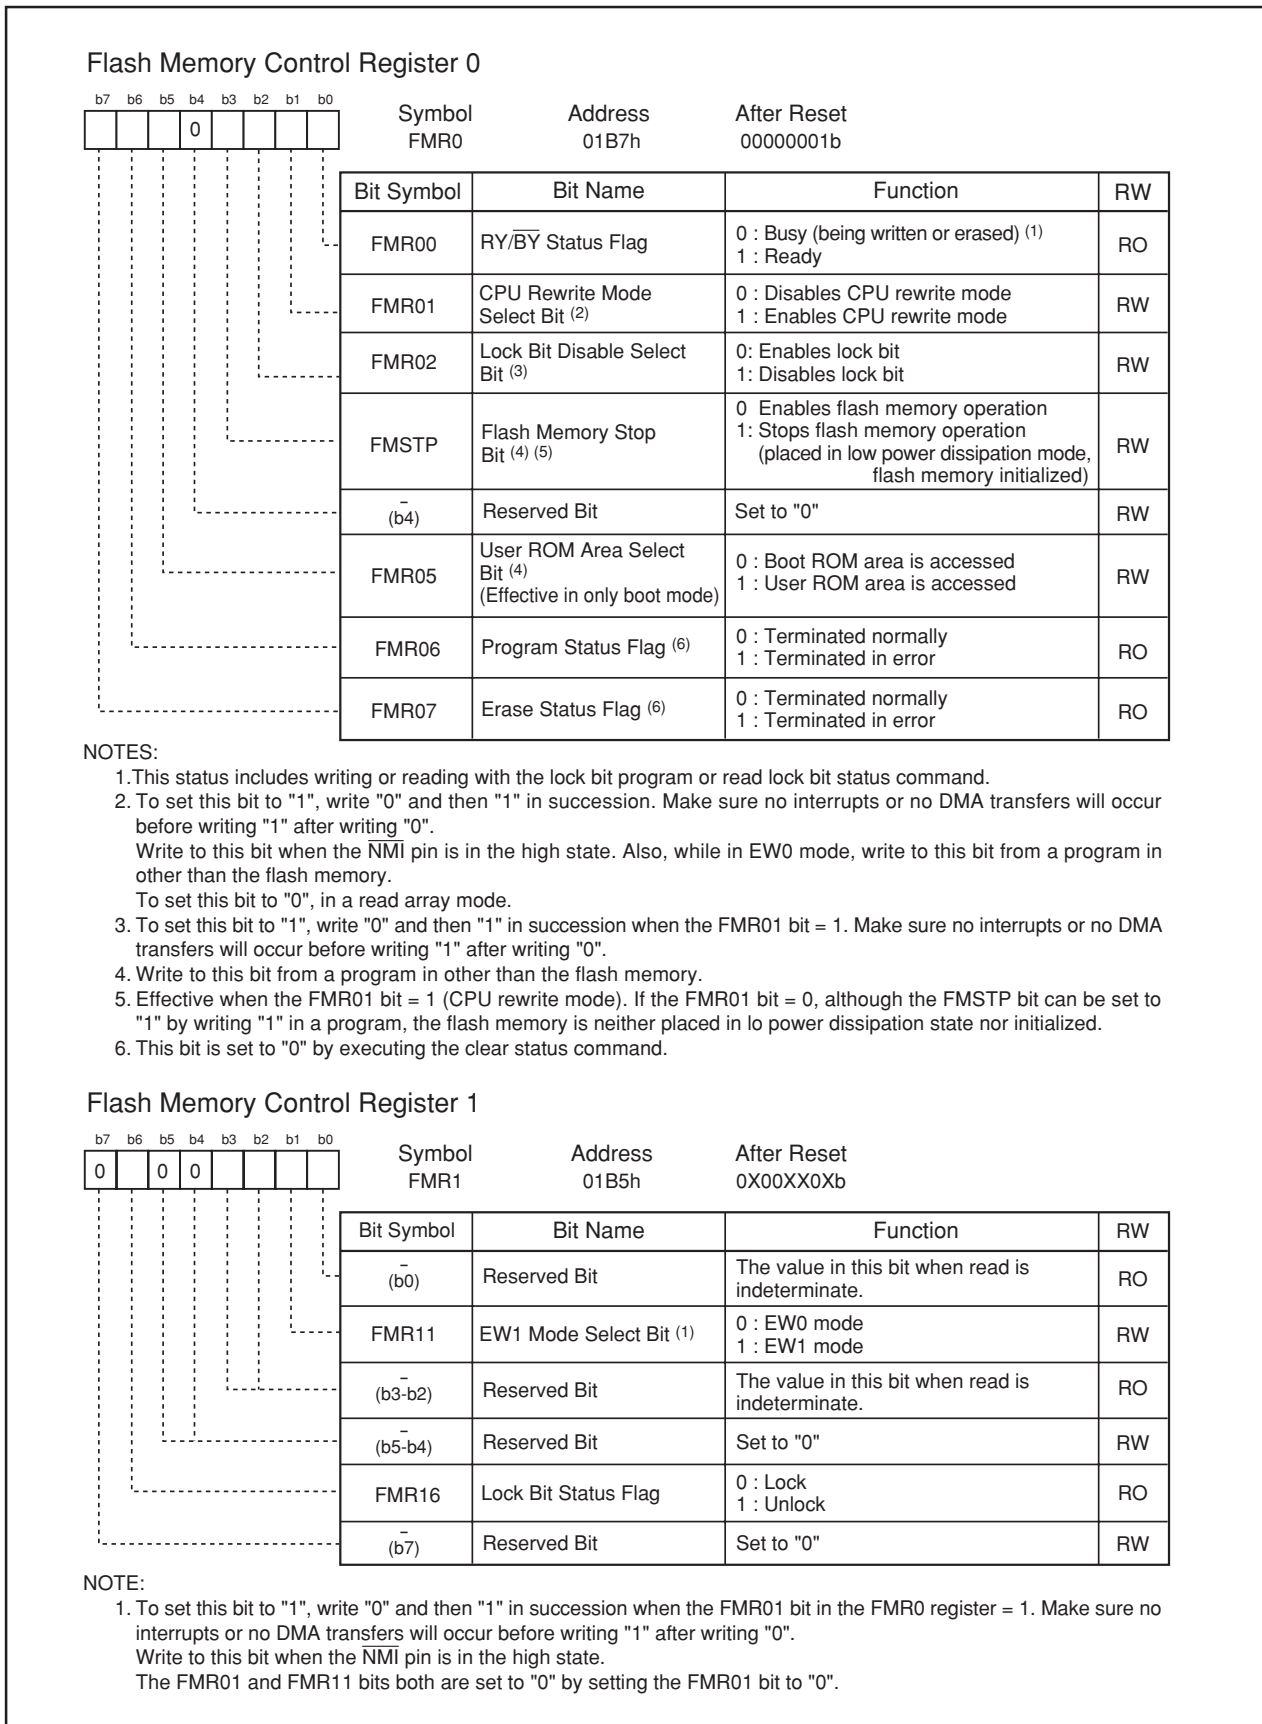 Flash Memory Control Register 0
b7 b6 b5 b4 b3 b2 b1 b0
0
Symbol Address After Reset
FMR0 01B7h 00000001b
Bit Symbol Bit Name Function RW
FMR00 RY/BY Status Flag 0 : Busy (being written or erased) (1) RO
1 : Ready
FMR01 CPU Rewrite Mode 0 : Disables CPU rewrite mode RW
Select Bit (2) 1 : Enables CPU rewrite mode
FMR02 Lock Bit Disable Select 0: Enables lock bit RW
Bit (3) 1: Disables lock bit
0 Enables flash memory operation
FMSTP Flash Memory Stop 1: Stops flash memory operation RW
Bit (4) (5) (placed in low power dissipation mode,
flash memory initialized)
– (b4) Reserved Bit Set to "0" RW
User ROM Area Select
FMR05 Bit (4) 0 : Boot ROM area is accessed RW
(Effective in only boot mode) 1 : User ROM area is accessed
FMR06 Program Status Flag (6) 0 : Terminated normally RO
1 : Terminated in error
FMR07 Erase Status Flag (6) 0 : Terminated normally RO
1 : Terminated in error
NOTES:
1.This status includes writing or reading with the lock bit program or read lock bit status command.
2. To set this bit to "1", write "0" and then "1" in succession. Make sure no interrupts or no DMA transfers will occur
before writing "1" after writing "0".
Write to this bit when the NMI pin is in the high state. Also, while in EW0 mode, write to this bit from a program in
other than the flash memory.
To set this bit to "0", in a read array mode.
3. To set this bit to "1", write "0" and then "1" in succession when the FMR01 bit = 1. Make sure no interrupts or no DMA
transfers will occur before writing "1" after writing "0".
4. Write to this bit from a program in other than the flash memory.
5. Effective when the FMR01 bit = 1 (CPU rewrite mode). If the FMR01 bit = 0, although the FMSTP bit can be set to
"1" by writing "1" in a program, the flash memory is neither placed in lo power dissipation state nor initialized.
6. This bit is set to "0" by executing the clear status command.
Flash Memory Control Register 1
b7 b6 b5 b4 b3 b2 b1 b0
0 0 0
Symbol Address After Reset
FMR1 01B5h 0X00XX0Xb
Bit Symbol Bit Name Function RW
– (b0) Reserved Bit The value in this bit when read is RO
indeterminate.
FMR11 EW1 Mode Select Bit (1) 0 : EW0 mode RW
1 : EW1 mode
– (b3-b2) Reserved Bit The value in this bit when read is RO
indeterminate.
– (b5-b4) Reserved Bit Set to "0" RW
FMR16 Lock Bit Status Flag 0 : Lock RO
1 : Unlock
– (b7) Reserved Bit Set to "0" RW
NOTE:
1. To set this bit to "1", write "0" and then "1" in succession when the FMR01 bit in the FMR0 register = 1. Make sure no
interrupts or no DMA transfers will occur before writing "1" after writing "0".
Write to this bit when the NMI pin is in the high state.
The FMR01 and FMR11 bits both are set to "0" by setting the FMR01 bit to "0".